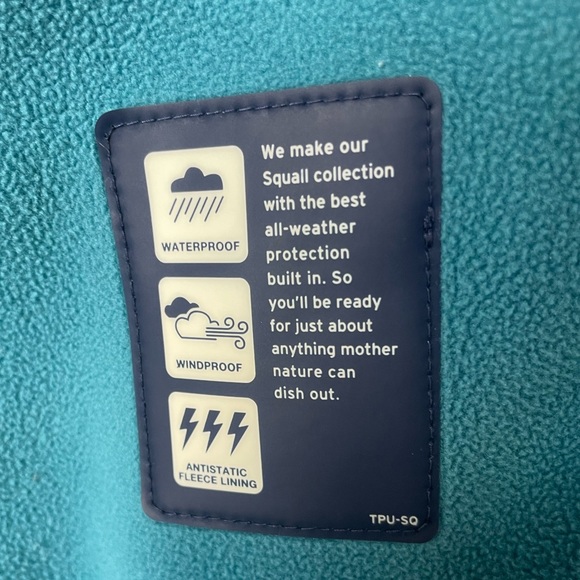 WATERPROOF
WINDPROOF
ANTISTATIC
FLEECE LINING
We make our
Squall collection
with the best
all-weather
protection
built in. So
you'll be ready
for just about
anything mother
nature can
dish out.
TPU-SQ